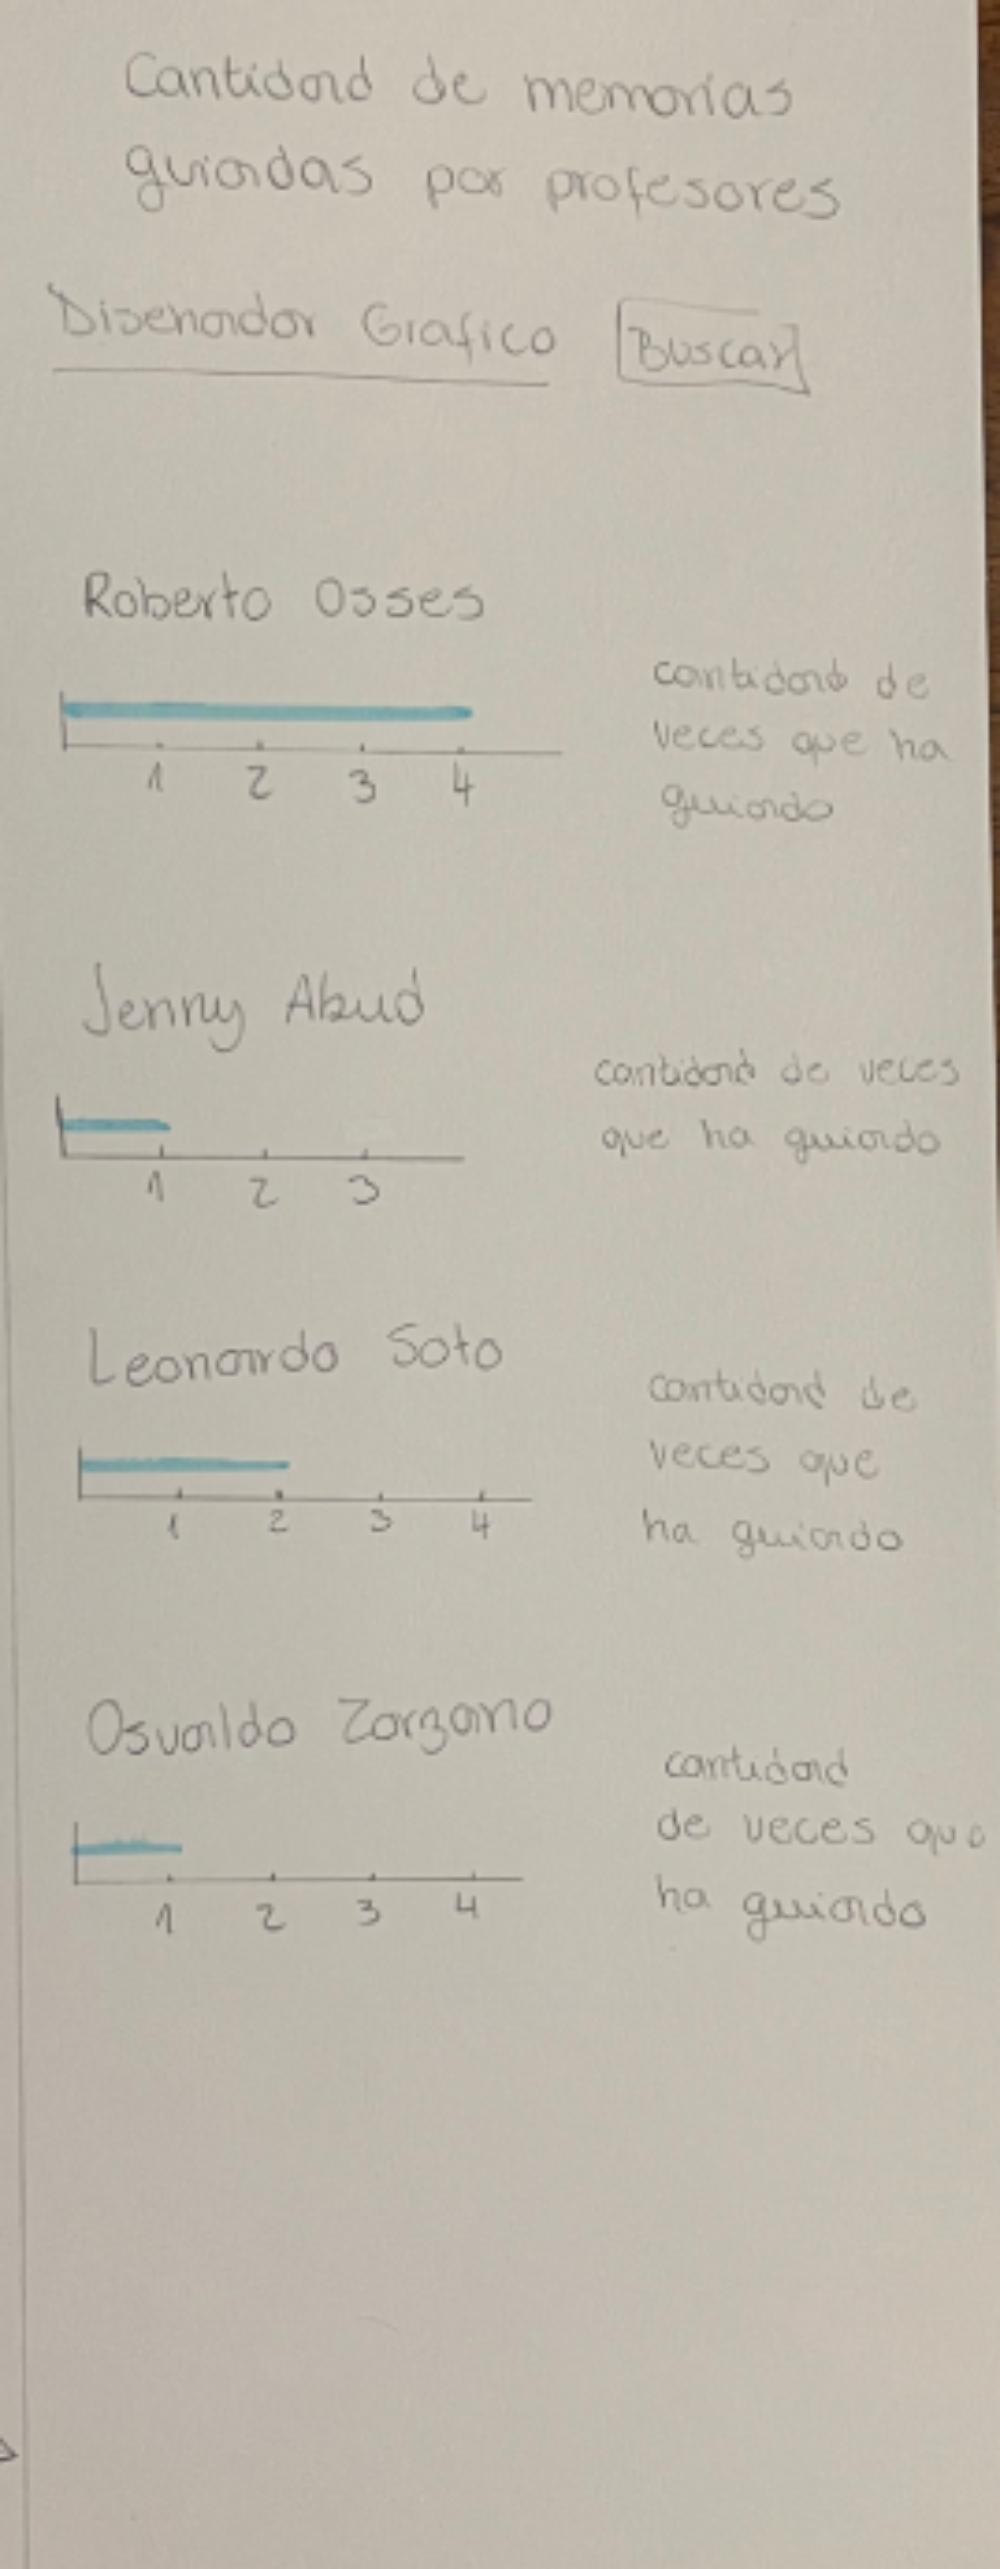 Cantidad de memorias
guiadas por profesores
Disenador Grafico Buscar
Roberto Osses
1 2 3 4
cantidad de
veces que ha
guiado
Jenny Abud
1 2 3
cantidad de veces
que ha guiado
Leonardo Soto
1 2 3 4
cantidad de
veces que
ha guiado
Osvaldo Zorzano
1 2 3 4
cantidad
de veces que
ha guiado